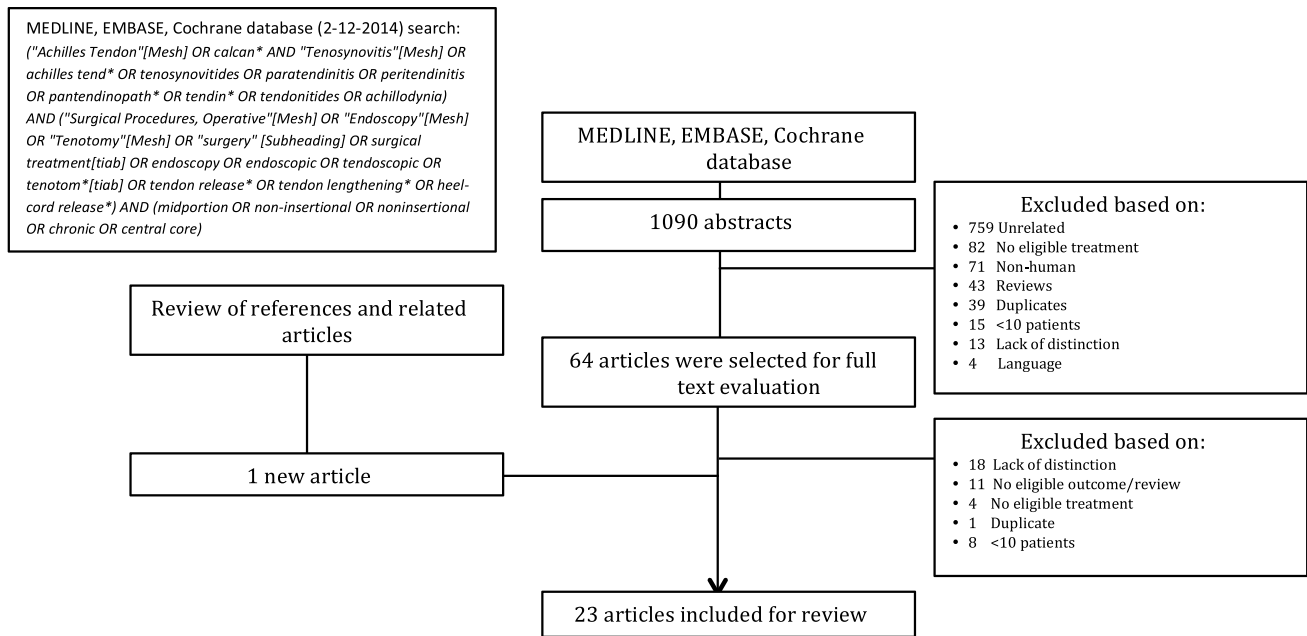 MEDLINE, EMBASE, Cochrane database (2-12-2014) search:
("Achilles Tendon"[Mesh] OR calcan* AND "Tenosynovitis"[Mesh] OR
achilles tend* OR tenosynovitides OR paratendinitis OR peritendinitis
OR pantendinopath* OR tendin* OR tendonitides OR achillodynia)
AND ("Surgical Procedures, Operative"[Mesh] OR "Endoscopy"[Mesh]
OR "Tenotomy"[Mesh] OR "surgery" [Subheading] OR surgical
treatment[tiab] OR endoscopy OR endoscopic OR tendoscopic OR
tenotom*[tiab] OR tendon release* OR tendon lengthening* OR heel-
cord release*) AND (midportion OR non-insertional OR noninsertional
OR chronic OR central core)
MEDLINE, EMBASE, Cochrane
database
1090 abstracts
Excluded based on:
• 759 Unrelated
• 82 No eligible treatment
• 71 Non-human
• 43 Reviews
• 39 Duplicates
• 15 <10 patients
• 13 Lack of distinction
• 4 Language
Review of references and related
articles
64 articles were selected for full
text evaluation
1 new article
Excluded based on:
• 18 Lack of distinction
• 11 No eligible outcome/review
• 4 No eligible treatment
• 1 Duplicate
• 8 <10 patients
23 articles included for review